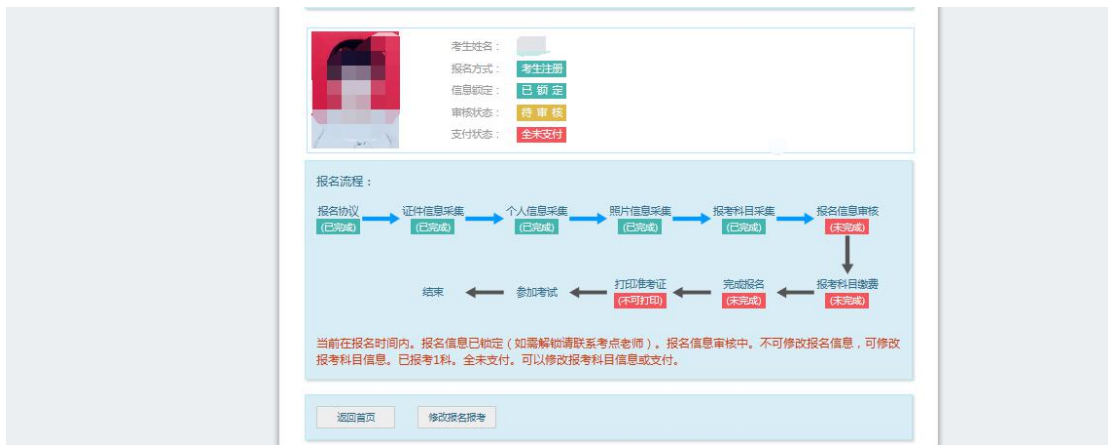 考生姓名：
报名方式： 考生注册
信息锁定： 已 锁 定
审核状态： 待 审 核
支付状态： 全未支付
报名流程：
报名协议 证件信息采集 个人信息采集 照片信息采集 报考科目采集 报名信息审核
(已完成) (已完成) (已完成) (已完成) (已完成) (未完成)
结束 参加考试 打印准考证 完成报名 报考科目缴费
(不可打印) (未完成) (未完成)
当前在报名时间内。报名信息已锁定（如需解锁请联系考点老师）。报名信息审核中。不可修改报名信息，可修改
报考科目信息。已报考1科。全未支付。可以修改报考科目信息或支付。
返回首页 修改报名报考